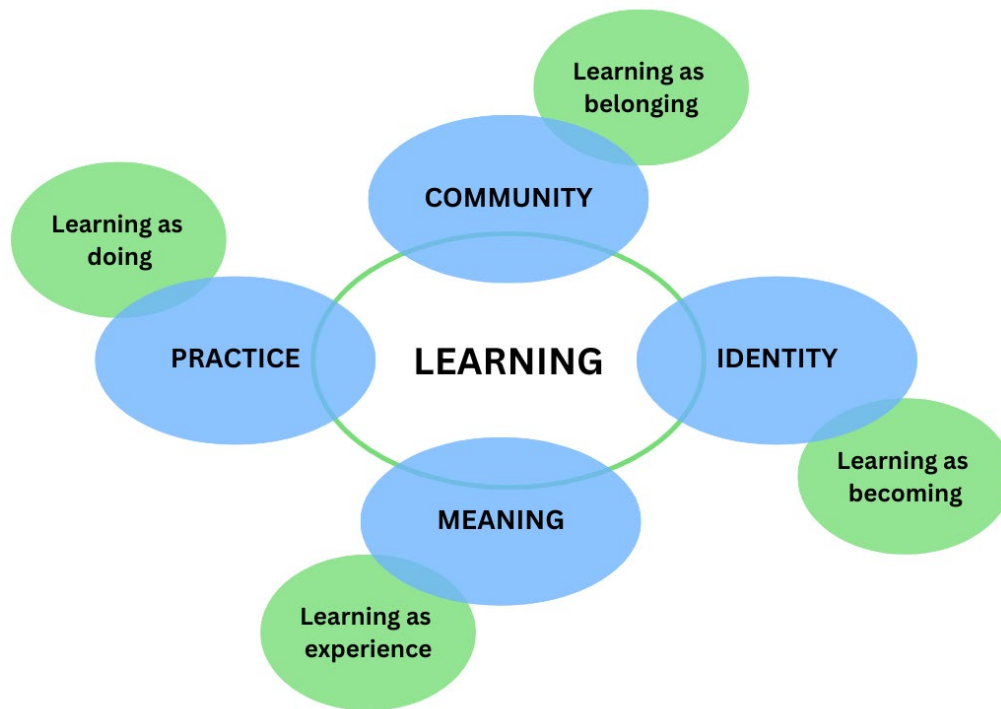 Learning as
belonging
COMMUNITY
Learning as
doing
PRACTICE
LEARNING
IDENTITY
Learning as
becoming
MEANING
Learning as
experience